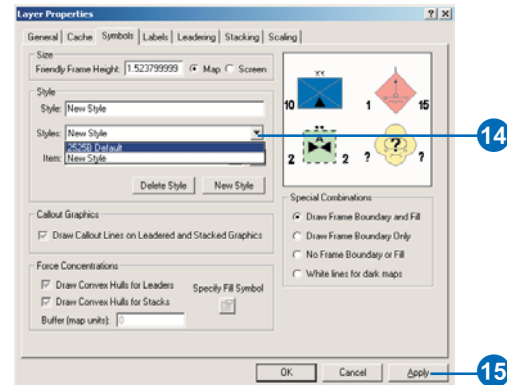 Layer Properties
? ×
General Cache Symbols Labels Leadering Stacking Scaling
Size
Friendly Frame Height: 1.523799999 Map Screen
Style
Style: New Style
Styles: New Style
2525B Default
New Style
Item:
Delete Style New Style
Callout Graphics
Draw Callout Lines on Leadered and Stacked Graphics
Force Concentrations
Draw Convex Hulls for Leaders
Specify Fill Symbol
Draw Convex Hulls for Stacks
Buffer (map units): 0
xx
10
1 15
2 2
? ? ?
Special Combinations
Draw Frame Boundary and Fill
Draw Frame Boundary Only
No Frame Boundary or Fill
White lines for dark maps
OK Cancel Apply
14
15